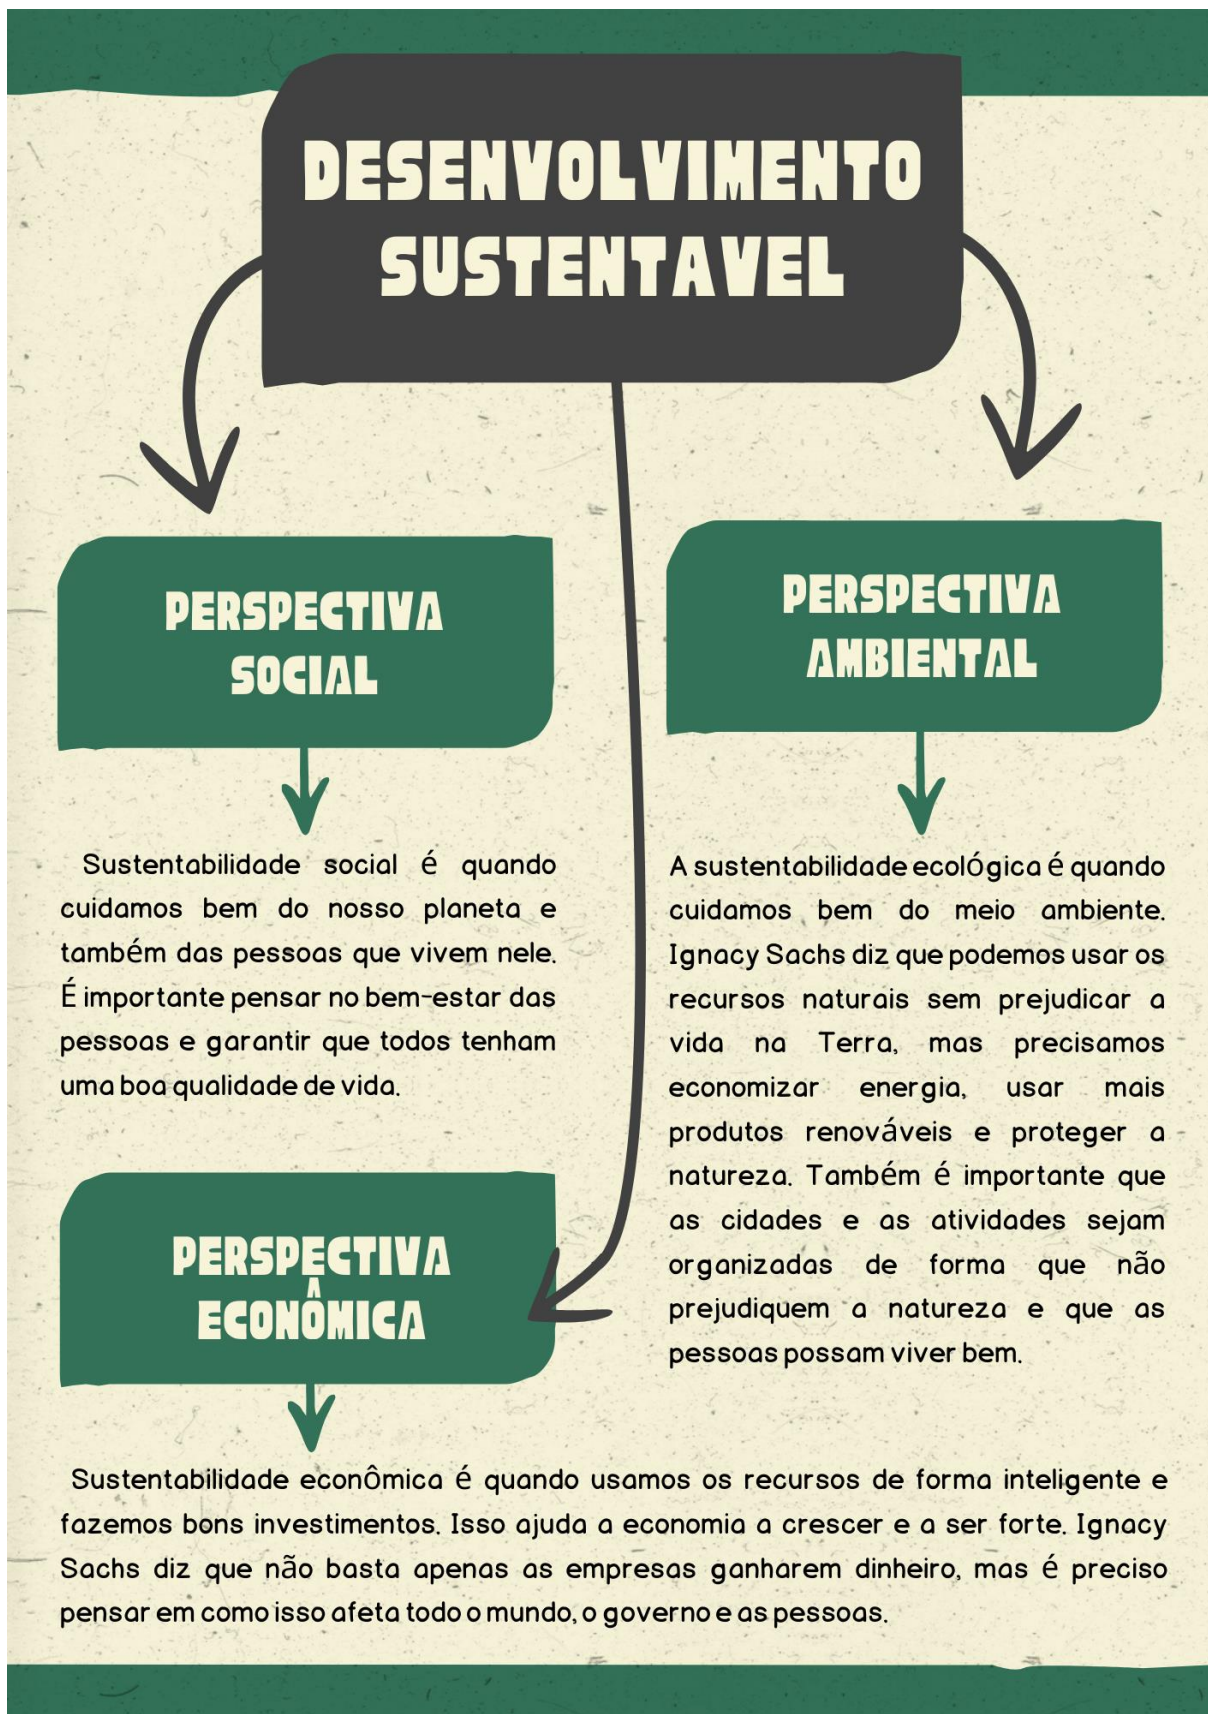 DESENVOLVIMENTO
SUSTENTAVEL
PERSPECTIVA
SOCIAL
Sustentabilidade social é quando
cuidamos bem do nosso planeta e
também das pessoas que vivem nele.
É importante pensar no bem-estar das
pessoas e garantir que todos tenham
uma boa qualidade de vida.
PERSPECTIVA
AMBIENTAL
A sustentabilidade ecológica é quando
cuidamos bem do meio ambiente.
Ignacy Sachs diz que podemos usar os
recursos naturais sem prejudicar a
vida na Terra, mas precisamos
economizar energia, usar mais
produtos renováveis e proteger a
natureza. Também é importante que
as cidades e as atividades sejam
organizadas de forma que não
prejudiquem a natureza e que as
pessoas possam viver bem.
PERSPECTIVA
ECONÔMICA
Sustentabilidade econômica é quando usamos os recursos de forma inteligente e
fazemos bons investimentos. Isso ajuda a economia a crescer e a ser forte. Ignacy
Sachs diz que não basta apenas as empresas ganharem dinheiro, mas é preciso
pensar em como isso afeta todo o mundo, o governo e as pessoas.